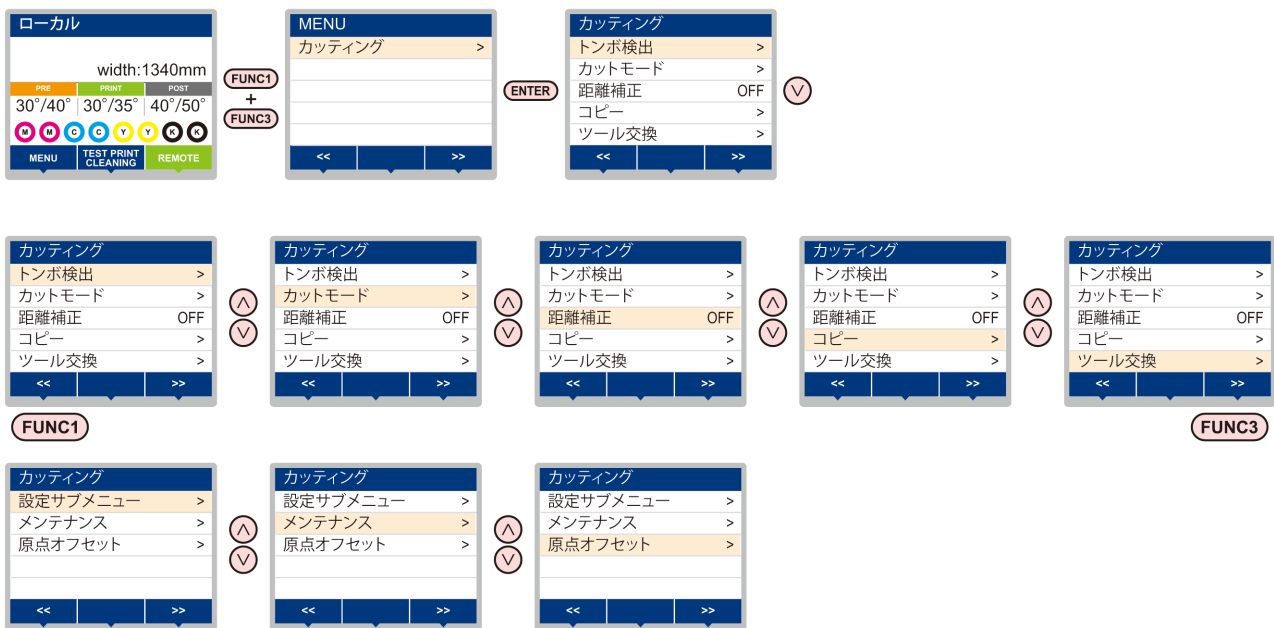 ローカル
width:1340mm
PRE PRINT POST
30°/40° 30°/35° 40°/50°
M M C C Y Y K K
MENU TEST PRINT CLEANING REMOTE
FUNC1
+
FUNC3
MENU
カッティング >
<< >>
ENTER
カッティング
トンボ検出 >
カットモード >
距離補正 OFF
コピー >
ツール交換 >
<< >>
カッティング
トンボ検出 >
カットモード >
距離補正 OFF
コピー >
ツール交換 >
<< >>
カッティング
トンボ検出 >
カットモード >
距離補正 OFF
コピー >
ツール交換 >
<< >>
カッティング
トンボ検出 >
カットモード >
距離補正 OFF
コピー >
ツール交換 >
<< >>
カッティング
トンボ検出 >
カットモード >
距離補正 OFF
コピー >
ツール交換 >
<< >>
カッティング
トンボ検出 >
カットモード >
距離補正 OFF
コピー >
ツール交換 >
<< >>
FUNC1
FUNC3
カッティング
設定サブメニュー >
メンテナンス >
原点オフセット >
<< >>
カッティング
設定サブメニュー >
メンテナンス >
原点オフセット >
<< >>
カッティング
設定サブメニュー >
メンテナンス >
原点オフセット >
<< >>